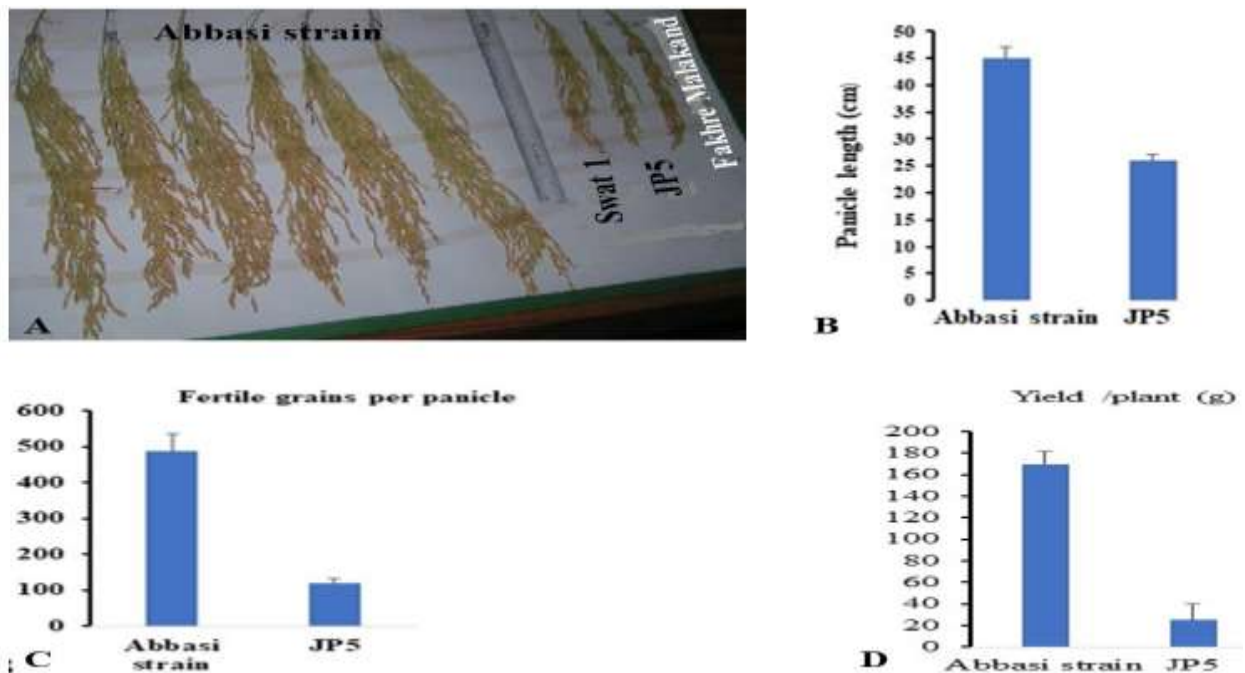 Abbasi strain
Swat 1
JP5
Fakhre Malakand
A
Panicle length (cm)
50
45
40
35
30
25
20
15
10
5
0
Abbasi strain JP5
B
Fertile grains per panicle
600
500
400
300
200
100
0
Abbasi
strain
JP5
C
Yield /plant (g)
200
180
160
140
120
100
80
60
40
20
0
Abbasi strain JP5
D